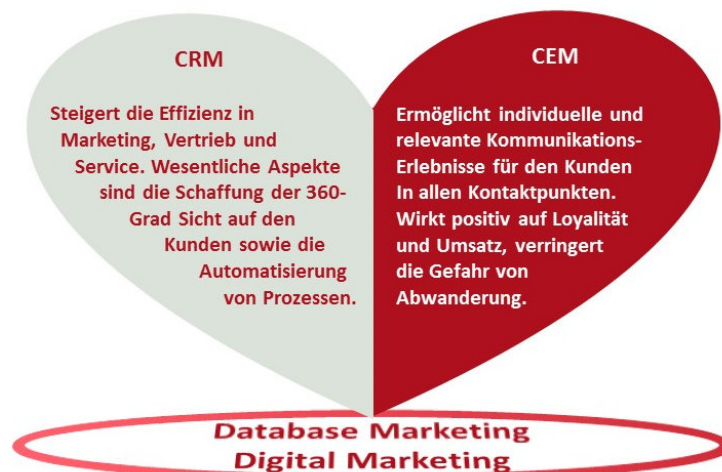 CRM
Steigert die Effizienz in
Marketing, Vertrieb und
Service. Wesentliche Aspekte
sind die Schaffung der 360-
Grad Sicht auf den
Kunden sowie die
Automatisierung
von Prozessen.
CEM
Ermöglicht individuelle und
relevante Kommunikations-
Erlebnisse für den Kunden
In allen Kontaktpunkten.
Wirkt positiv auf Loyalität
und Umsatz, verringert
die Gefahr von
Abwanderung.
Database Marketing
Digital Marketing